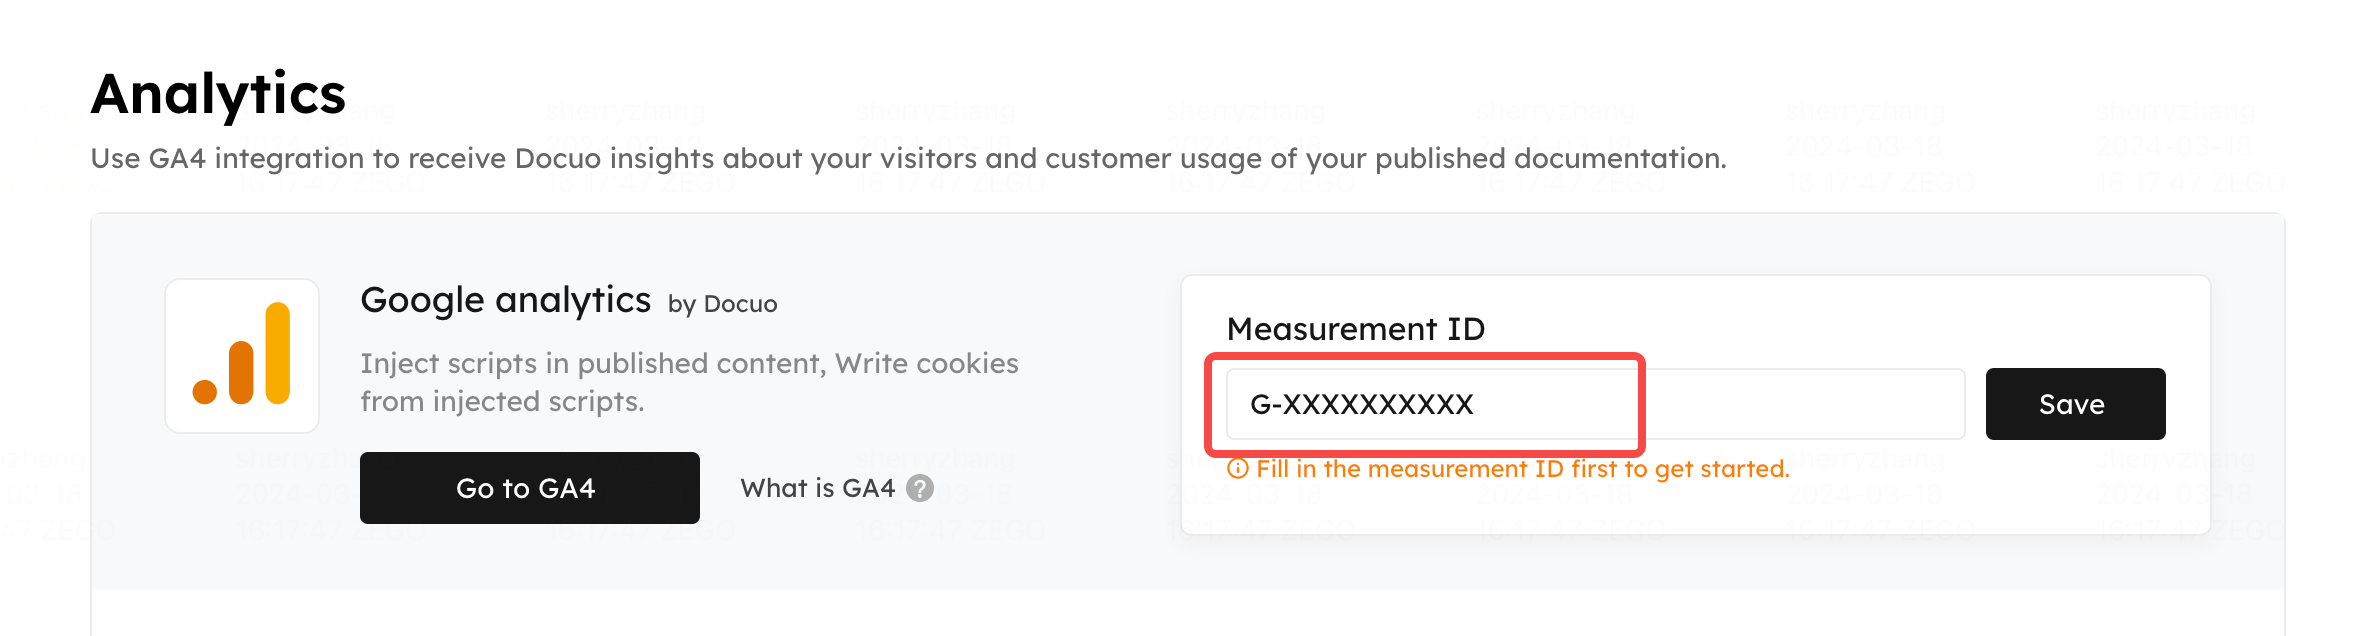 Analytics
Use GA4 integration to receive Docuo insights about your visitors and customer usage of your published documentation.
Google analytics by Docuo
Inject scripts in published content, Write cookies
from injected scripts.
Go to GA4
What is GA4 ?
Measurement ID
G-XXXXXXXXXX
Save
Fill in the measurement ID first to get started.
sherryzhang
2024-03-18
16:17:47 ZEGO